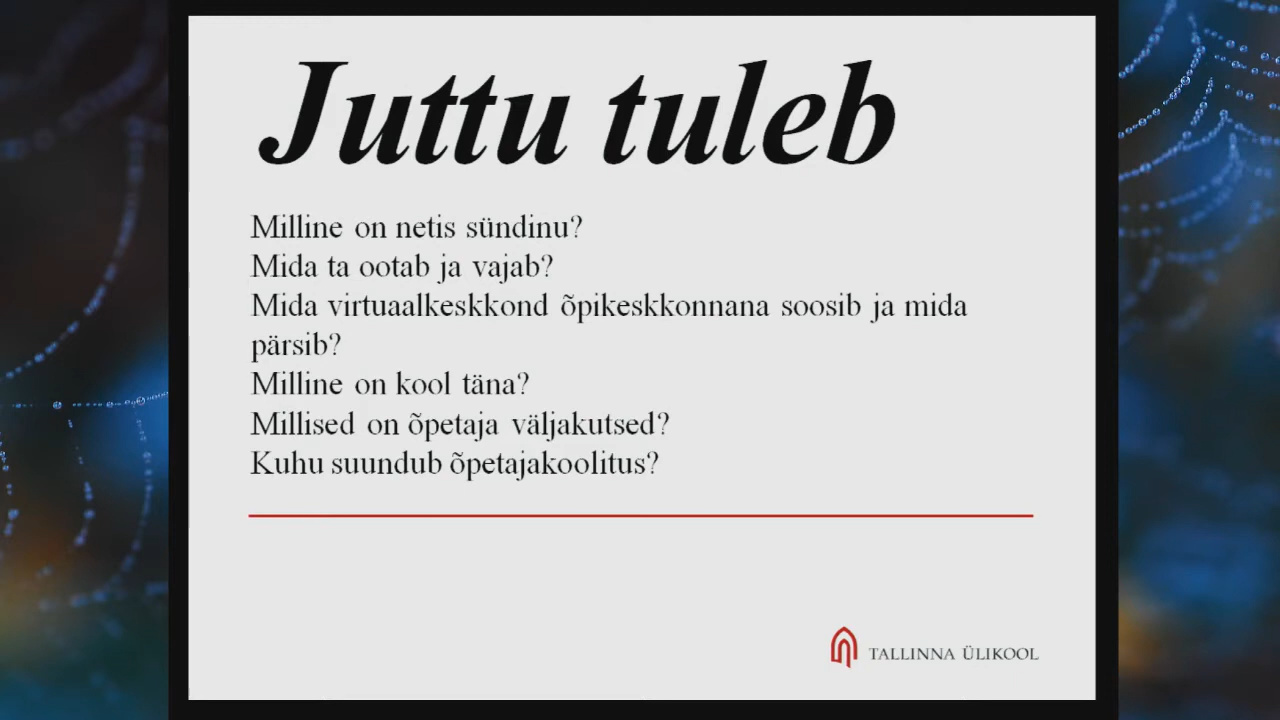 Juttu tuleb
Milline on netis sündinu?
Mida ta ootab ja vajab?
Mida virtuaalkeskkond õpikeskkonnana soosib ja mida
pärsib?
Milline on kool täna?
Millised on õpetaja väljakutsed?
Kuhu suundub õpetajakoolitus?
TALLINNA ÜLIKOOL